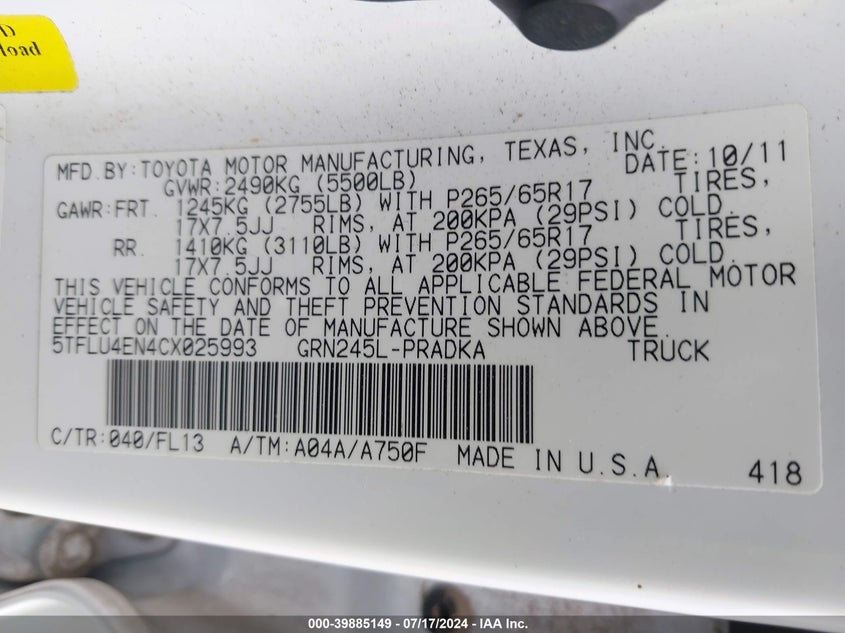 load
MFD.BY:TOYOTA MOTOR MANUFACTURING, TEXAS, INC. DATE:10/11
GVWR:2490KG (5500LB)
GAWR:FRT. 1245KG (2755LB) WITH P265/65R17 TIRES,
17X7.5JJ RIMS, AT 200KPA (29PSI) COLD.
RR. 1410KG (3110LB) WITH P265/65R17 TIRES,
17X7.5JJ RIMS, AT 200KPA (29PSI) COLD.
THIS VEHICLE CONFORMS TO ALL APPLICABLE FEDERAL MOTOR
VEHICLE SAFETY AND THEFT PREVENTION STANDARDS IN
EFFECT ON THE DATE OF MANUFACTURE SHOWN ABOVE.
5TFLU4EN4CX025993 GRN245L-PRADKA TRUCK
C/TR:040/FL13 A/TM:A04A/A750F MADE IN U.S.A. 418
000-39885149 - 07/17/2024 - IAA Inc.